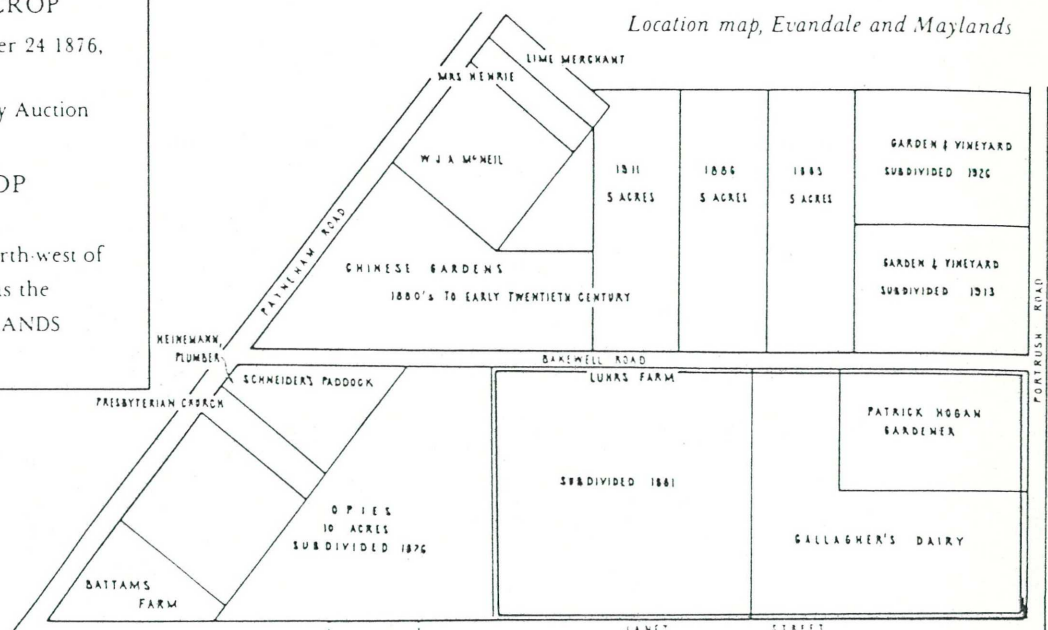 CROP
er 24 1876,
y Auction
OP
rth-west of
as the
ANDS
Location map, Evandale and Maylands
LIME MERCHANT
MRS HENRIE
W J A McNEIL
PAYNEHAM ROAD
CHINESE GARDENS
1880's TO EARLY TWENTIETH CENTURY
1911
5 ACRES
1886
5 ACRES
1883
5 ACRES
GARDEN & VINEYARD
SUBDIVIDED 1926
GARDEN & VINEYARD
SUBDIVIDED 1913
PORTRUSH ROAD
BAKEWELL ROAD
HEINEMANN,
PLUMBER
SCHNEIDER'S PADDOCK
PRESBYTERIAN CHURCH
LUHRS FARM
PATRICK HOGAN
GARDENER
SUBDIVIDED 1881
OPIES
10 ACRES
SUBDIVIDED 1876
GALLAGHER'S DAIRY
BATTAMS
FARM
JANET STREET